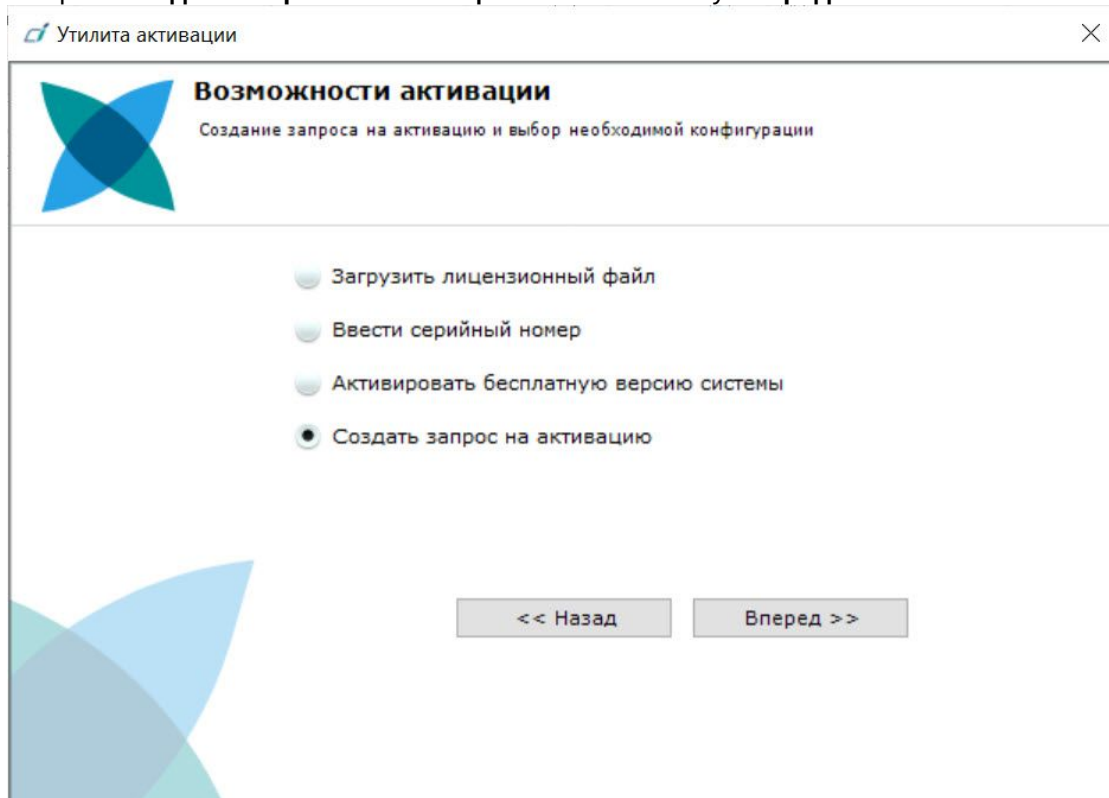 Утилита активации
Возможности активации
Создание запроса на активацию и выбор необходимой конфигурации
Загрузить лицензионный файл
Ввести серийный номер
Активировать бесплатную версию системы
Создать запрос на активацию
<< Назад
Вперед >>